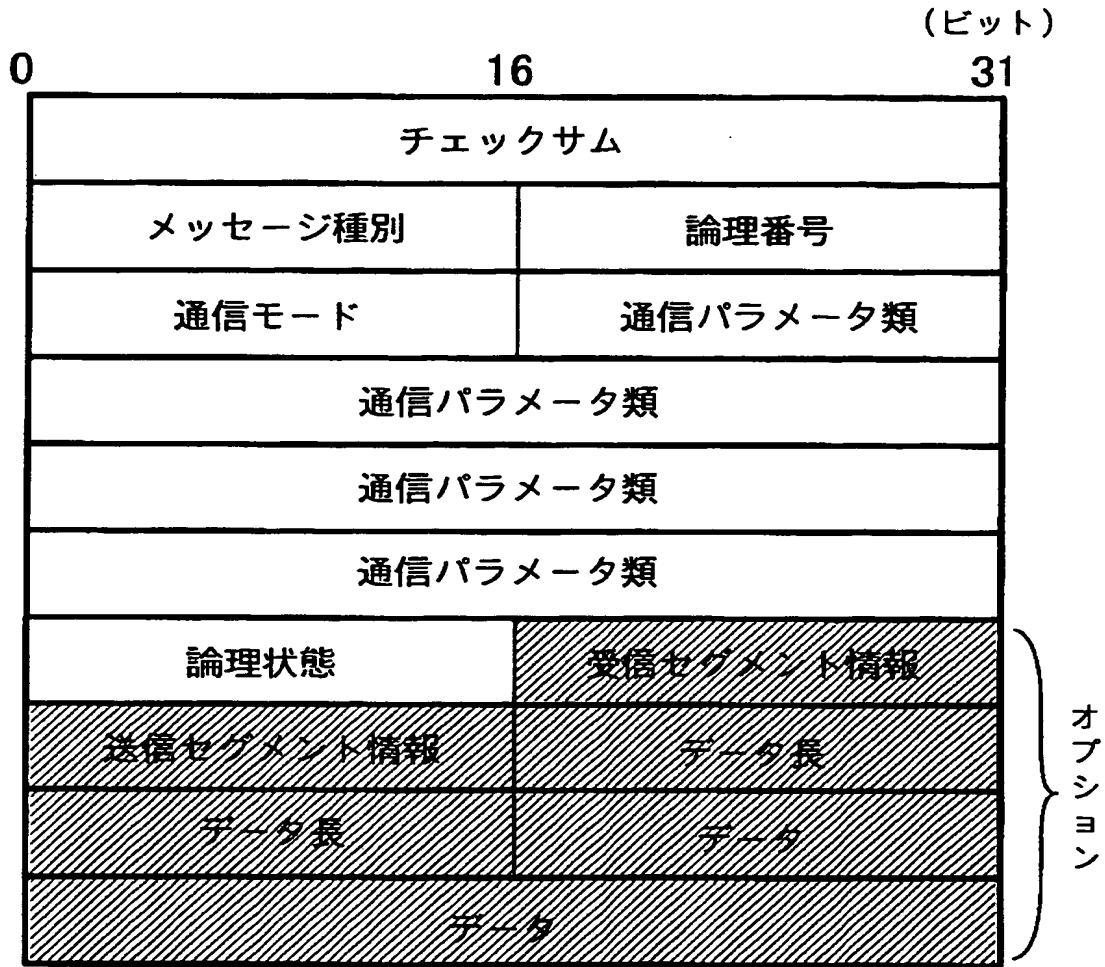 （ビット）
0 16 31
チェックサム
メッセージ種別 論理番号
通信モード 通信パラメータ類
通信パラメータ類
通信パラメータ類
通信パラメータ類
論理状態 受信セグメント情報
送信セグメント情報 データ長
データ長 データ
データ
オプション